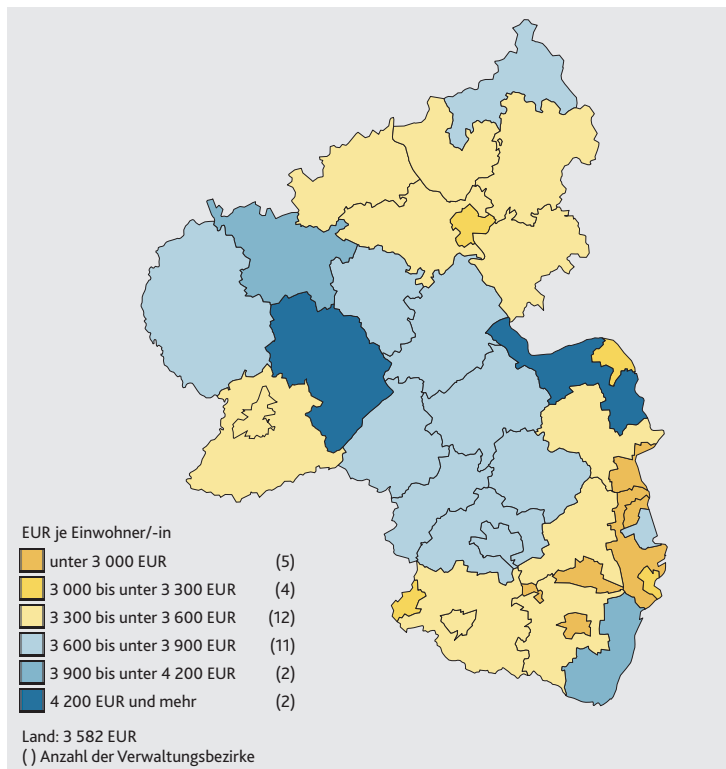 EUR je Einwohner/-in
unter 3 000 EUR (5)
3 000 bis unter 3 300 EUR (4)
3 300 bis unter 3 600 EUR (12)
3 600 bis unter 3 900 EUR (11)
3 900 bis unter 4 200 EUR (2)
4 200 EUR und mehr (2)
Land: 3 582 EUR
( ) Anzahl der Verwaltungsbezirke